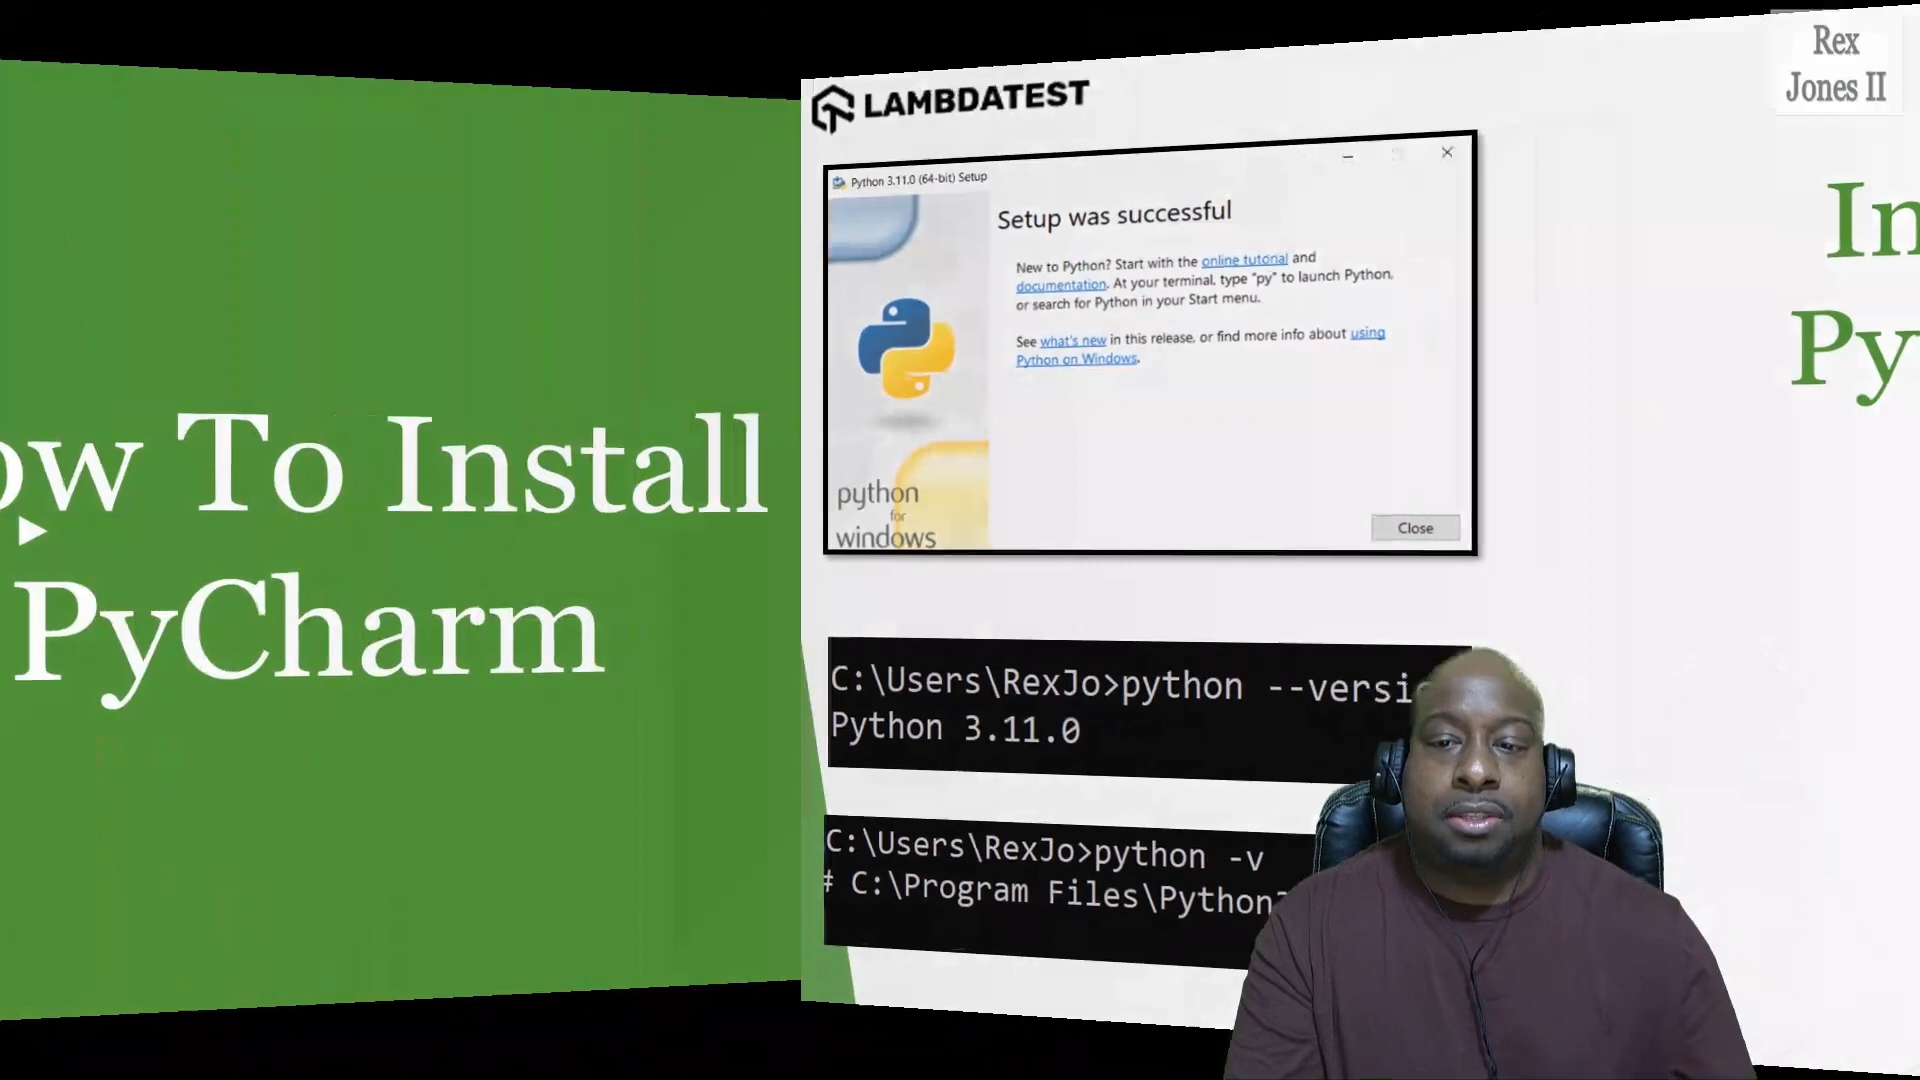 ow To Install
PyCharm
LAMBDATEST
Python 3.11.0 (64-bit) Setup
Setup was successful
New to Python? Start with the online tutorial and
documentation. At your terminal, type "py" to launch Python,
or search for Python in your Start menu.
See what's new in this release, or find more info about using
Python on Windows.
python
for
windows
Close
C:\Users\RexJo>python --versi
Python 3.11.0
C:\Users\RexJo>python -v
# C:\Program Files\Python
Rex
Jones II
In
Py